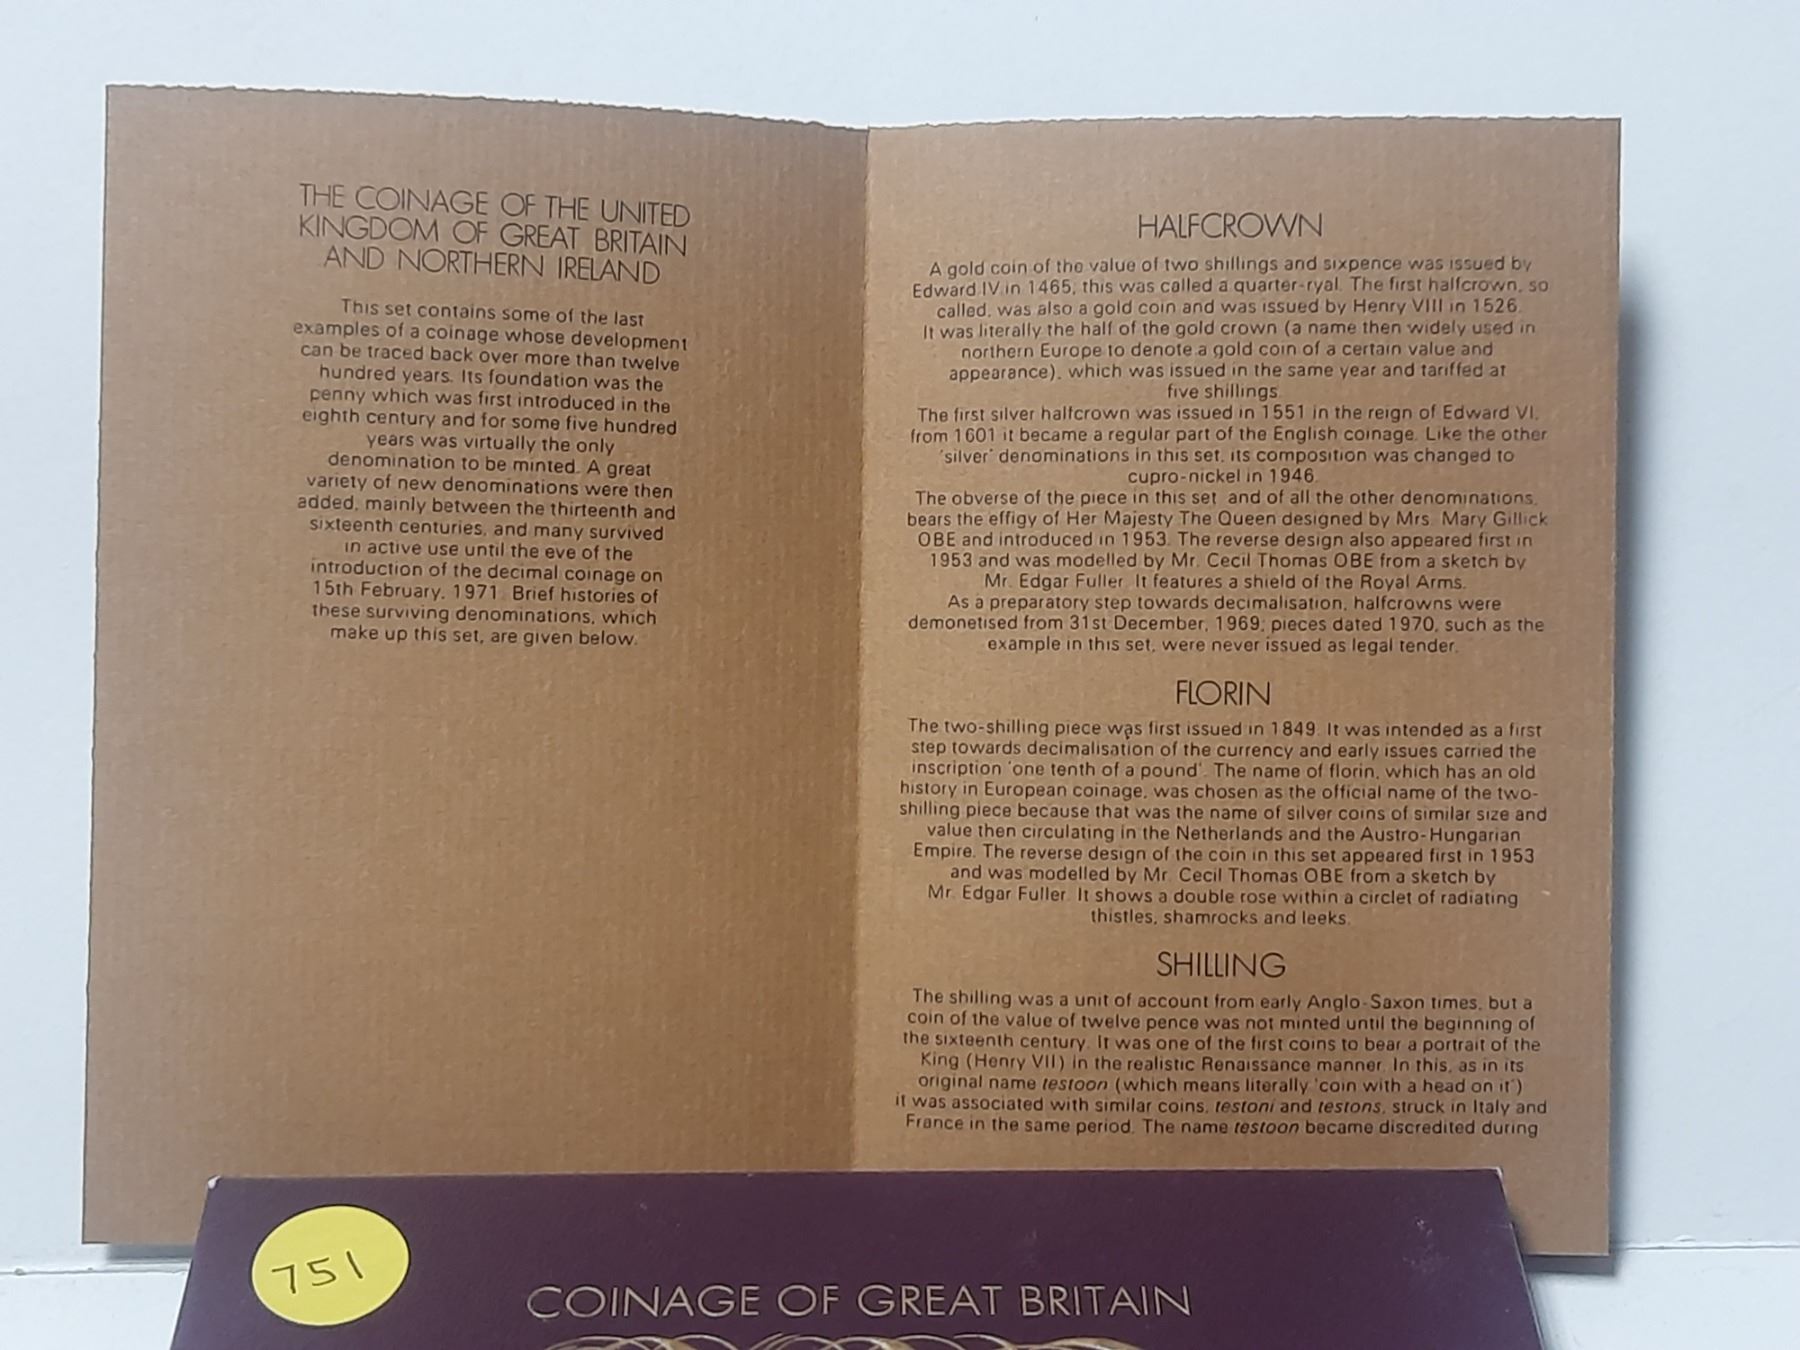 THE COINAGE OF THE UNITED
KINGDOM OF GREAT BRITAIN
AND NORTHERN IRELAND
This set contains some of the last
examples of a coinage whose development
can be traced back over more than twelve
hundred years. Its foundation was the
penny which was first introduced in the
eighth century and for some five hundred
years was virtually the only
denomination to be minted. A great
variety of new denominations were then
added, mainly between the thirteenth and
sixteenth centuries, and many survived
in active use until the eve of the
introduction of the decimal coinage on
15th February, 1971. Brief histories of
these surviving denominations, which
make up this set, are given below.
HALFCROWN
A gold coin of the value of two shillings and sixpence was issued by
Edward IV in 1465; this was called a quarter-ryal. The first halfcrown, so
called, was also a gold coin and was issued by Henry VIII in 1526.
It was literally the half of the gold crown (a name then widely used in
northern Europe to denote a gold coin of a certain value and
appearance), which was issued in the same year and tariffed at
five shillings.
The first silver halfcrown was issued in 1551 in the reign of Edward VI;
from 1601 it became a regular part of the English coinage. Like the other
'silver' denominations in this set, its composition was changed to
cupro-nickel in 1946.
The obverse of the piece in this set and of all the other denominations,
bears the effigy of Her Majesty The Queen designed by Mrs. Mary Gillick
OBE and introduced in 1953. The reverse design also appeared first in
1953 and was modelled by Mr. Cecil Thomas OBE from a sketch by
Mr. Edgar Fuller. It features a shield of the Royal Arms.
As a preparatory step towards decimalisation, halfcrowns were
demonetised from 31st December, 1969; pieces dated 1970, such as the
example in this set, were never issued as legal tender.
FLORIN
The two-shilling piece was first issued in 1849. It was intended as a first
step towards decimalisation of the currency and early issues carried the
inscription 'one tenth of a pound'. The name of florin, which has an old
history in European coinage, was chosen as the official name of the two-
shilling piece because that was the name of silver coins of similar size and
value then circulating in the Netherlands and the Austro-Hungarian
Empire. The reverse design of the coin in this set appeared first in 1953
and was modelled by Mr. Cecil Thomas OBE from a sketch by
Mr. Edgar Fuller. It shows a double rose within a circlet of radiating
thistles, shamrocks and leeks.
SHILLING
The shilling was a unit of account from early Anglo-Saxon times, but a
coin of the value of twelve pence was not minted until the beginning of
the sixteenth century. It was one of the first coins to bear a portrait of the
King (Henry VII) in the realistic Renaissance manner. In this, as in its
original name testoon (which means literally 'coin with a head on it')
it was associated with similar coins, testoni and testons, struck in Italy and
France in the same period. The name testoon became discredited during
751
COINAGE OF GREAT BRITAIN